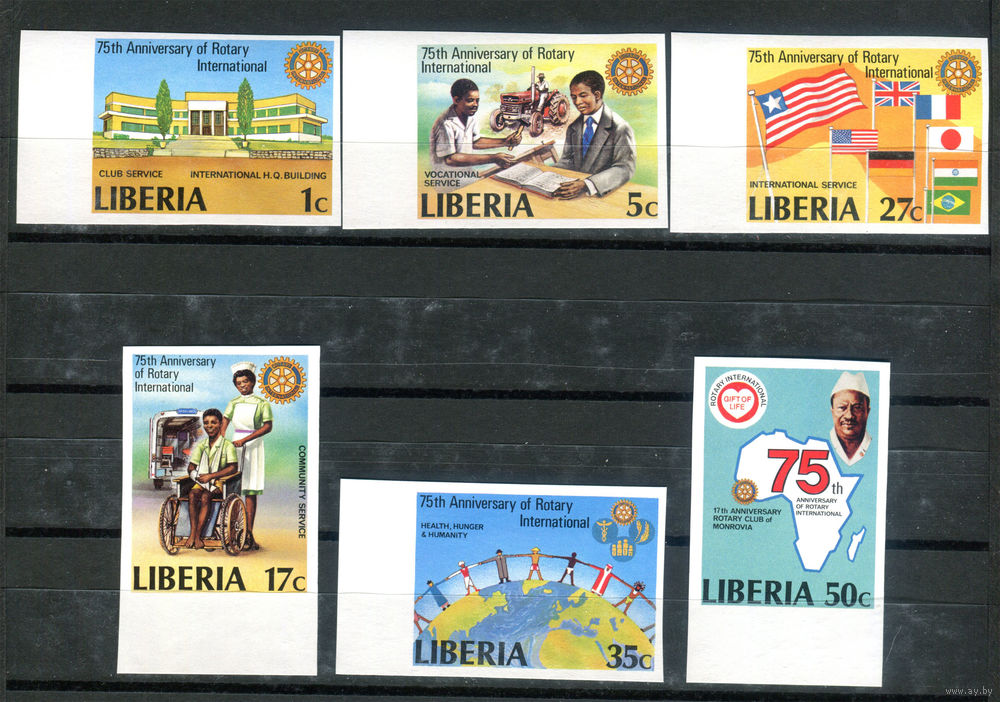 75th Anniversary of Rotary
International
CLUB SERVICE INTERNATIONAL H.Q. BUILDING
LIBERIA 1c
75th Anniversary of Rotary
International
VOCATIONAL
SERVICE
LIBERIA 5c
75th Anniversary of Rotary
International
INTERNATIONAL SERVICE
LIBERIA 27c
75th Anniversary
of Rotary
International
COMMUNITY SERVICE
LIBERIA 17c
75th Anniversary of Rotary
International
HEALTH, HUNGER
& HUMANITY
LIBERIA 35c
ROTARY INTERNATIONAL
GIFT OF
LIFE
75th
ANNIVERSARY
OF ROTARY
INTERNATIONAL
17th ANNIVERSARY
ROTARY CLUB of
MONROVIA
LIBERIA 50c
www.ay.by